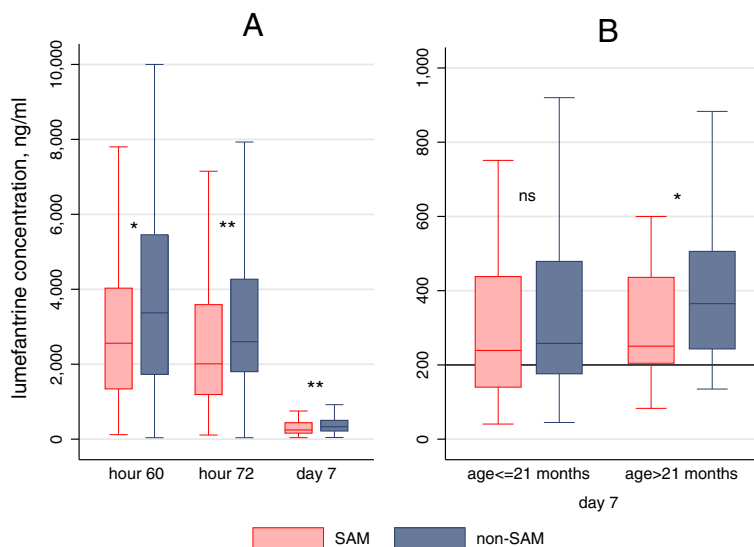 A
B
lumefantrine concentration, ng/ml
10,000
8,000
6,000
4,000
2,000
0
*
**
**
hour 60
hour 72
day 7
1,000
800
600
400
200
0
ns
*
age<=21 months
age>21 months
day 7
SAM
non-SAM